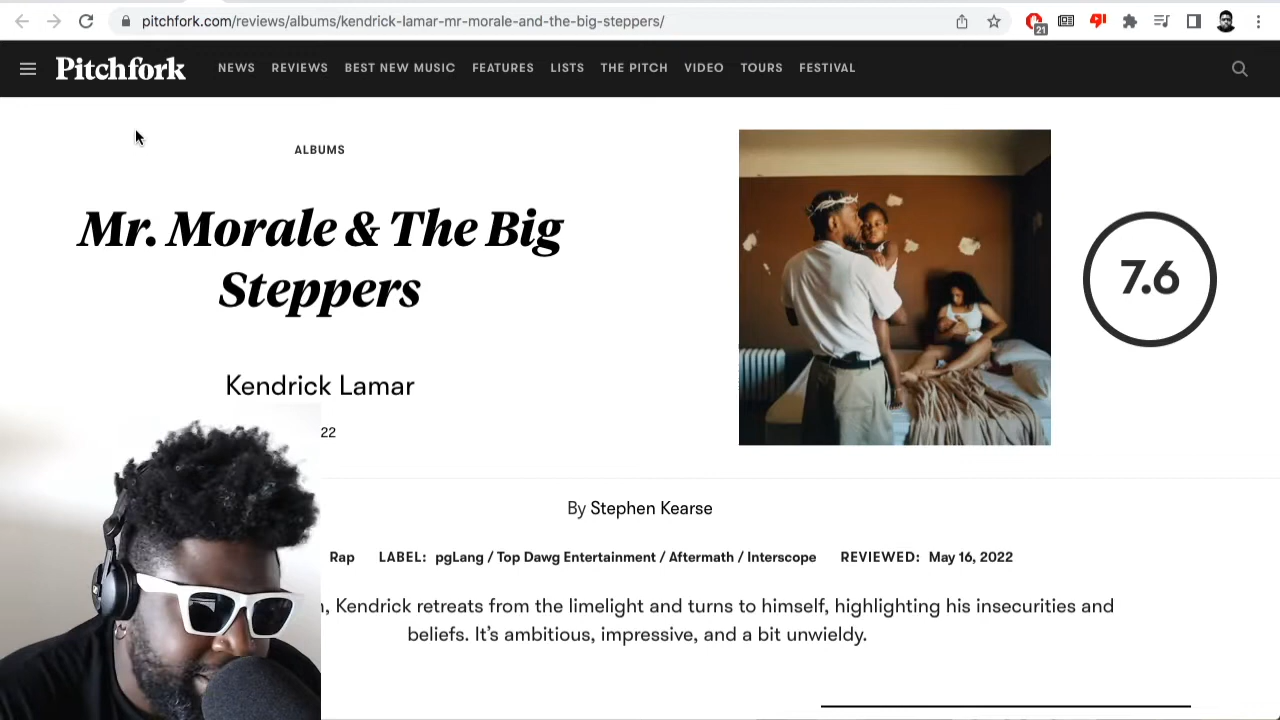 pitchfork.com/reviews/albums/kendrick-lamar-mr-morale-and-the-big-steppers/
21
Pitchfork NEWS REVIEWS BEST NEW MUSIC FEATURES LISTS THE PITCH VIDEO TOURS FESTIVAL
ALBUMS
Mr. Morale & The Big
Steppers
7.6
Kendrick Lamar
22
By Stephen Kearse
Rap LABEL: pgLang / Top Dawg Entertainment / Aftermath / Interscope REVIEWED: May 16, 2022
, Kendrick retreats from the limelight and turns to himself, highlighting his insecurities and
beliefs. It’s ambitious, impressive, and a bit unwieldy.